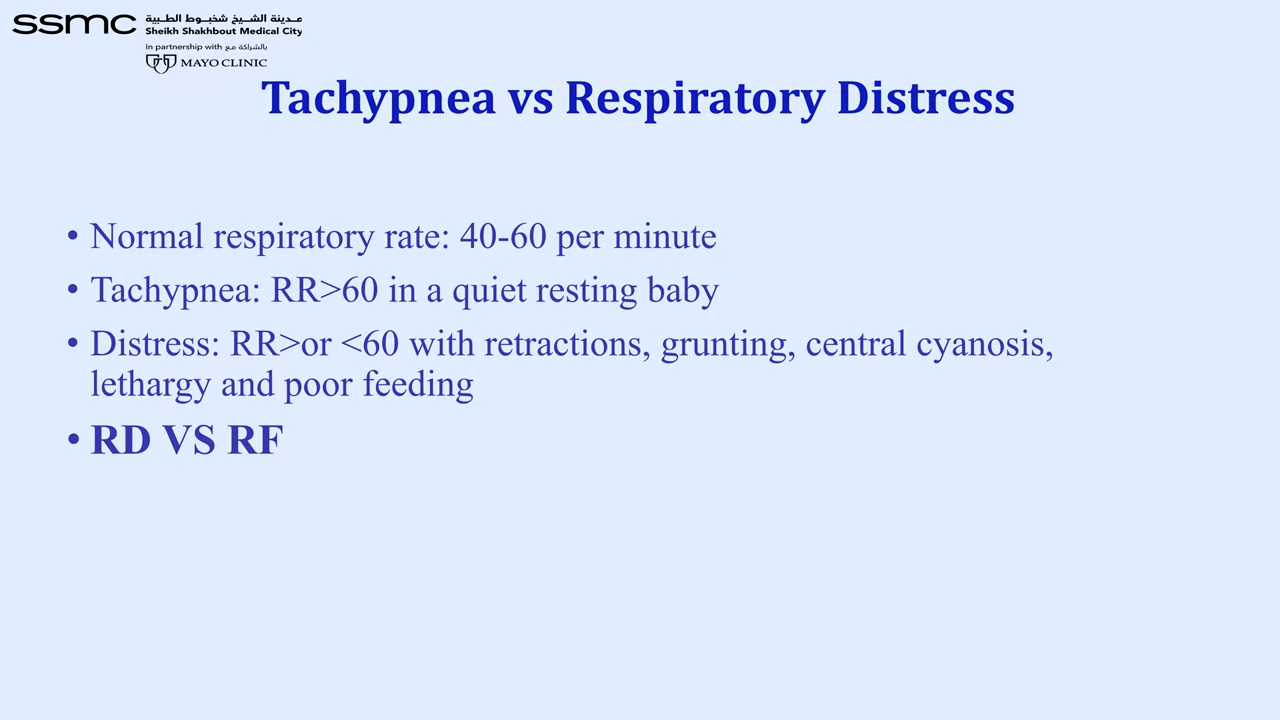 ssmc
مدينة الشيخ شخبوط الطبية
Sheikh Shakhbout Medical City
In partnership with بالشراكة مع
MAYO CLINIC
Tachypnea vs Respiratory Distress
• Normal respiratory rate: 40-60 per minute
• Tachypnea: RR>60 in a quiet resting baby
• Distress: RR>or <60 with retractions, grunting, central cyanosis,
lethargy and poor feeding
• RD VS RF